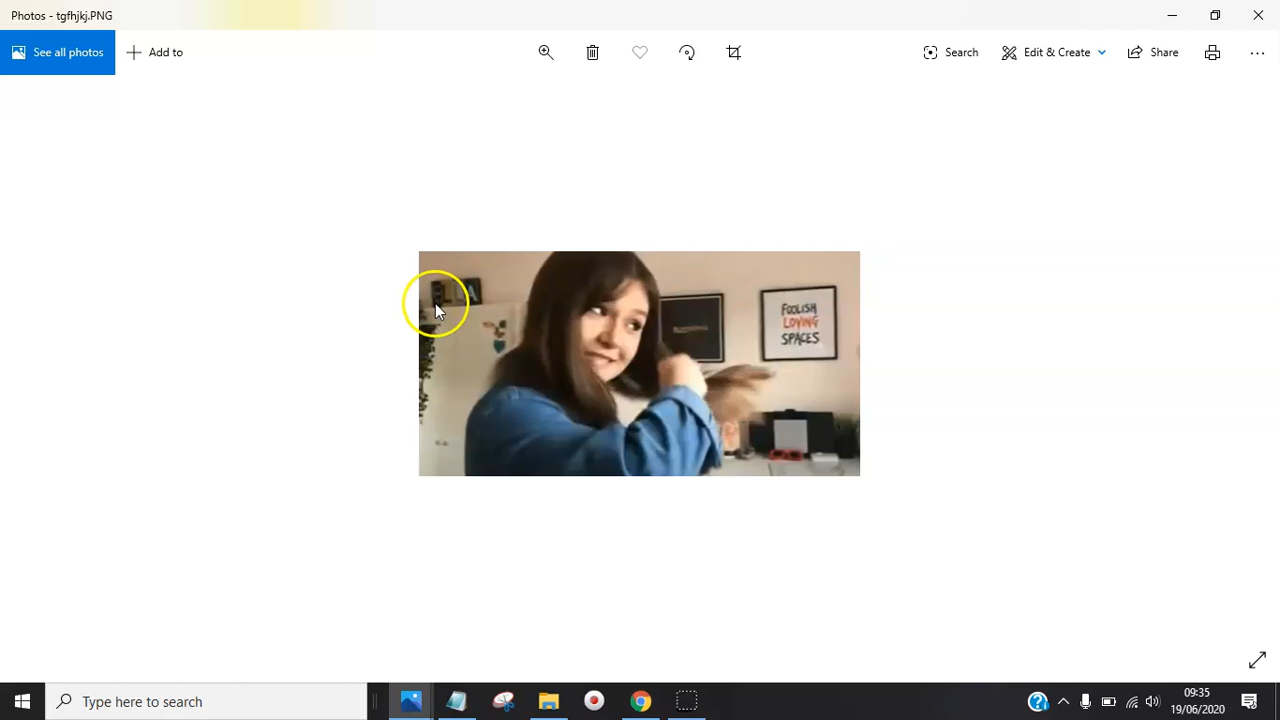 Photos - tgfhjkj.PNG
See all photos
Add to
Search
Edit & Create
Share
FOOLISH
LOVING
SPACES
Type here to search
09:35
19/06/2020